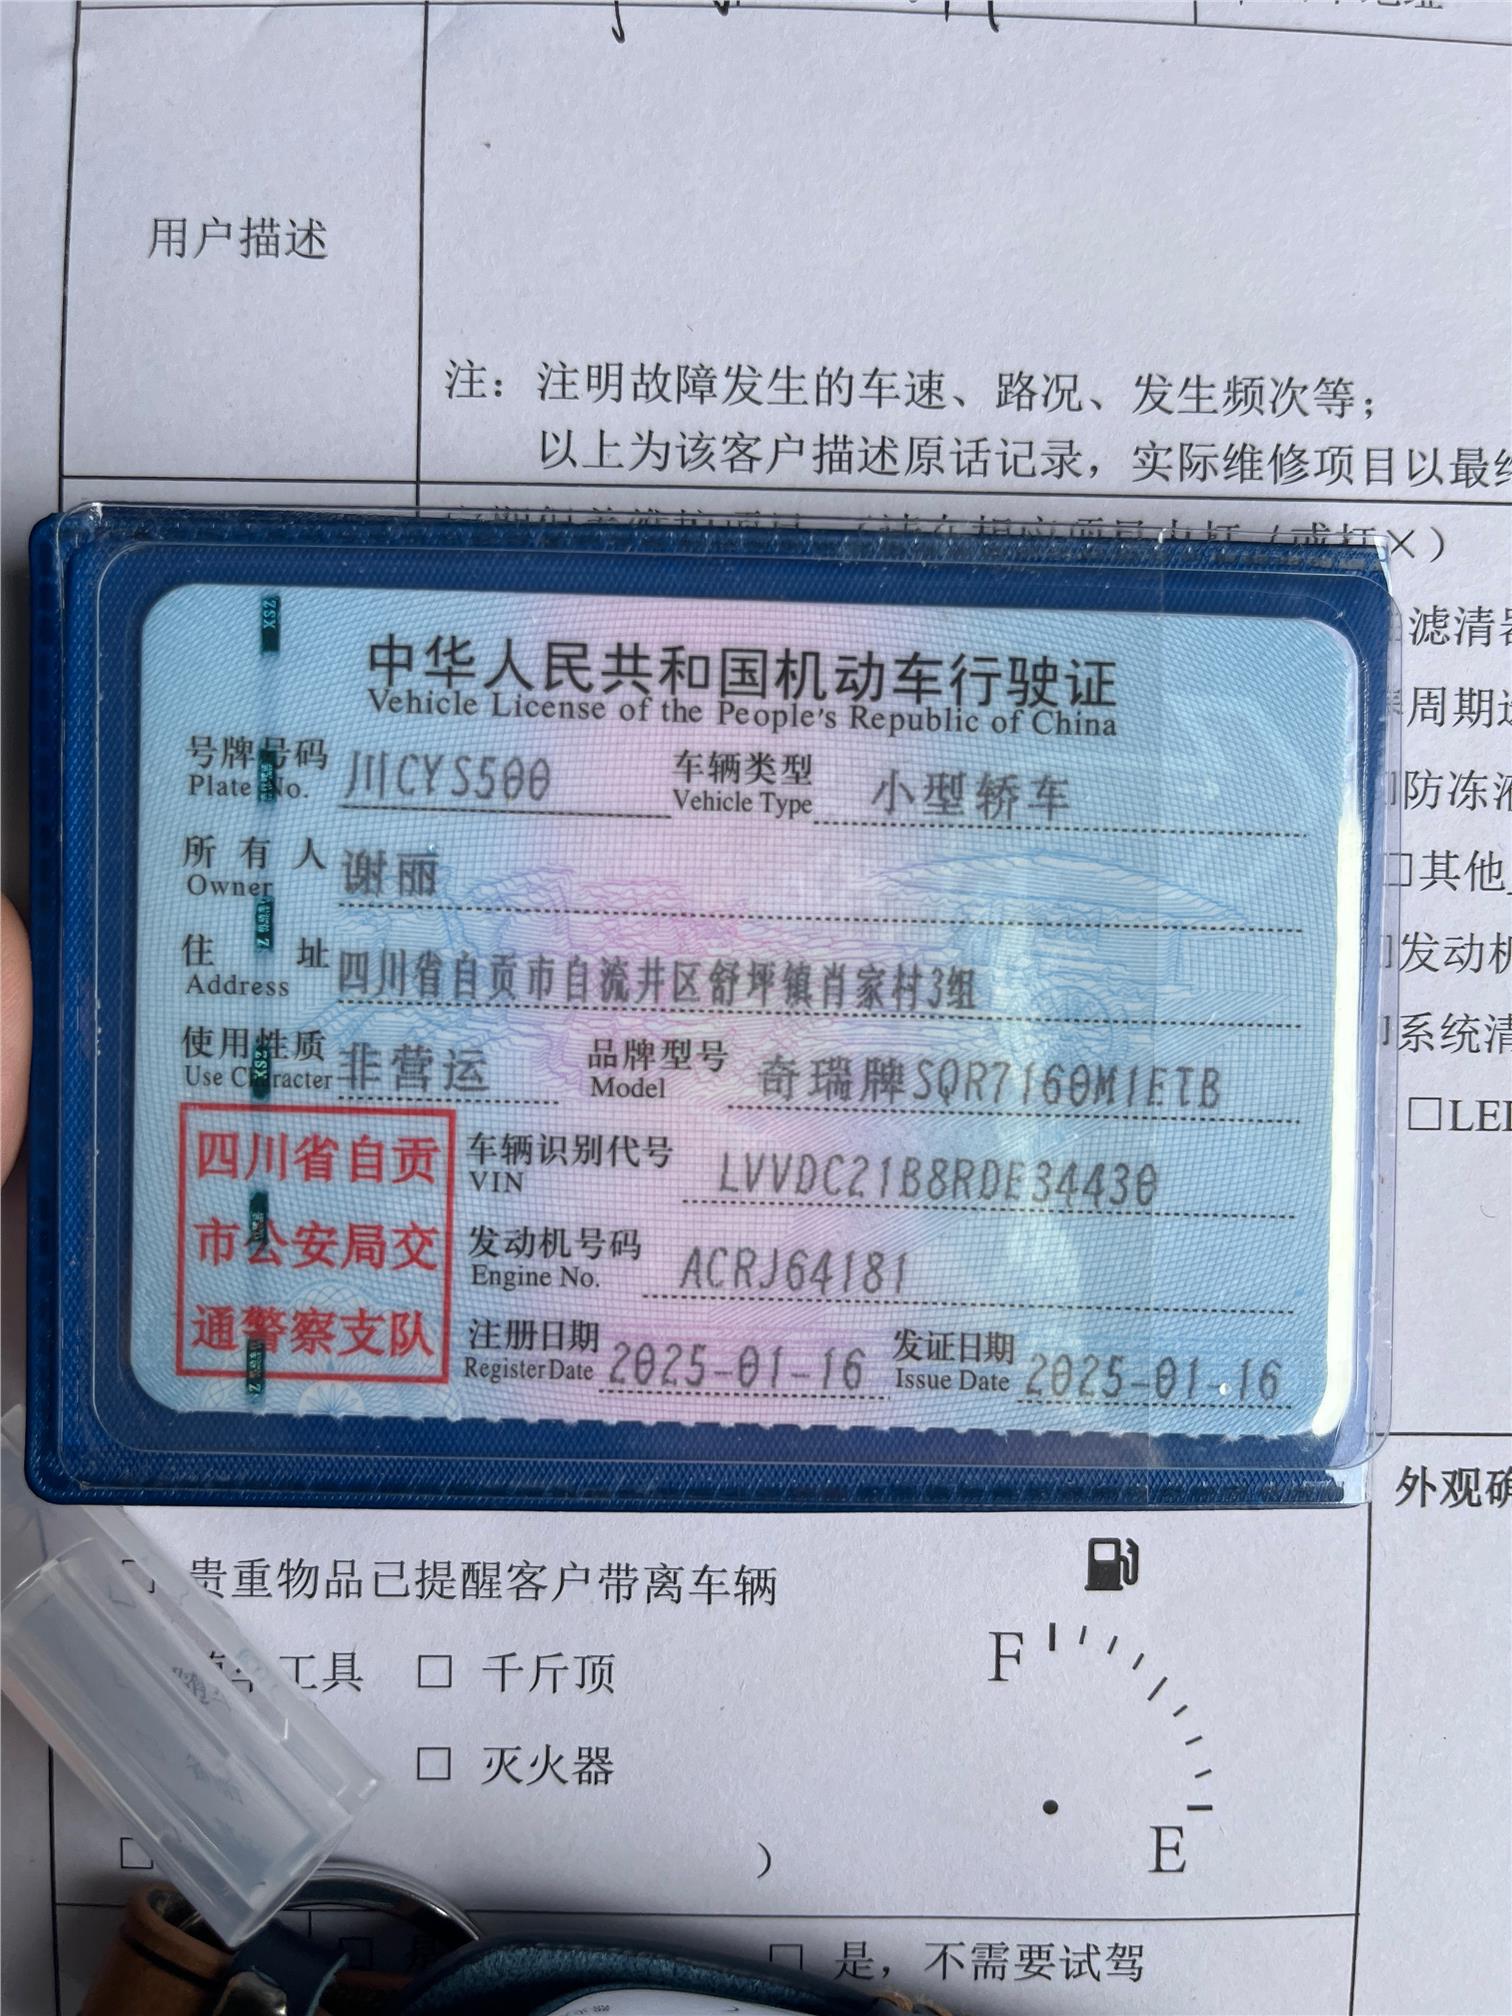 用户描述
注：注明故障发生的车速、路况、发生频次等；
以上为该客户描述原话记录，实际维修项目以最
×）
滤清
周期
防冻
□其他
发动
系统清
□LED
中华人民共和国机动车行驶证
Vehicle License of the People's Republic of China
号牌号码 川CYS500 车辆类型 小型轿车
Plate No. Vehicle Type
所有人 谢丽
Owner
住址 四川省自贡市自流井区舒坪镇肖家村3组
Address
使用性质 非营运 品牌型号 奇瑞牌SQR7160M1ETB
Use Character Model
四川省自贡
市公安局交
通警察支队
车辆识别代号 LVVDC21B8RDE34430
VIN
发动机号码 ACRJ64181
Engine No.
注册日期 2025-01-16 发证日期 2025-01-16
Register Date Issue Date
外观确
贵重物品已提醒客户带离车辆
工具 □ 千斤顶
□ 灭火器
F
E
）
□ 是，不需要试驾